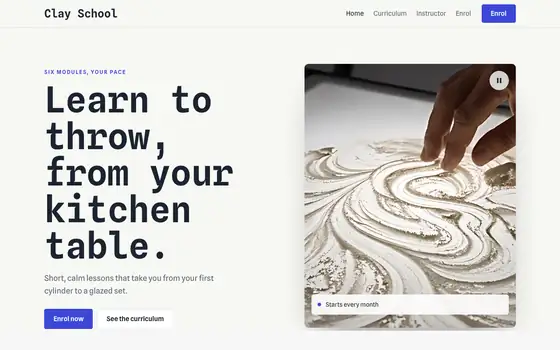 Clay School
Home Curriculum Instructor Enrol Enrol
SIX MODULES, YOUR PACE
Learn to
throw,
from your
kitchen
table.
Short, calm lessons that take you from your first
cylinder to a glazed set.
Enrol now See the curriculum
Starts every month